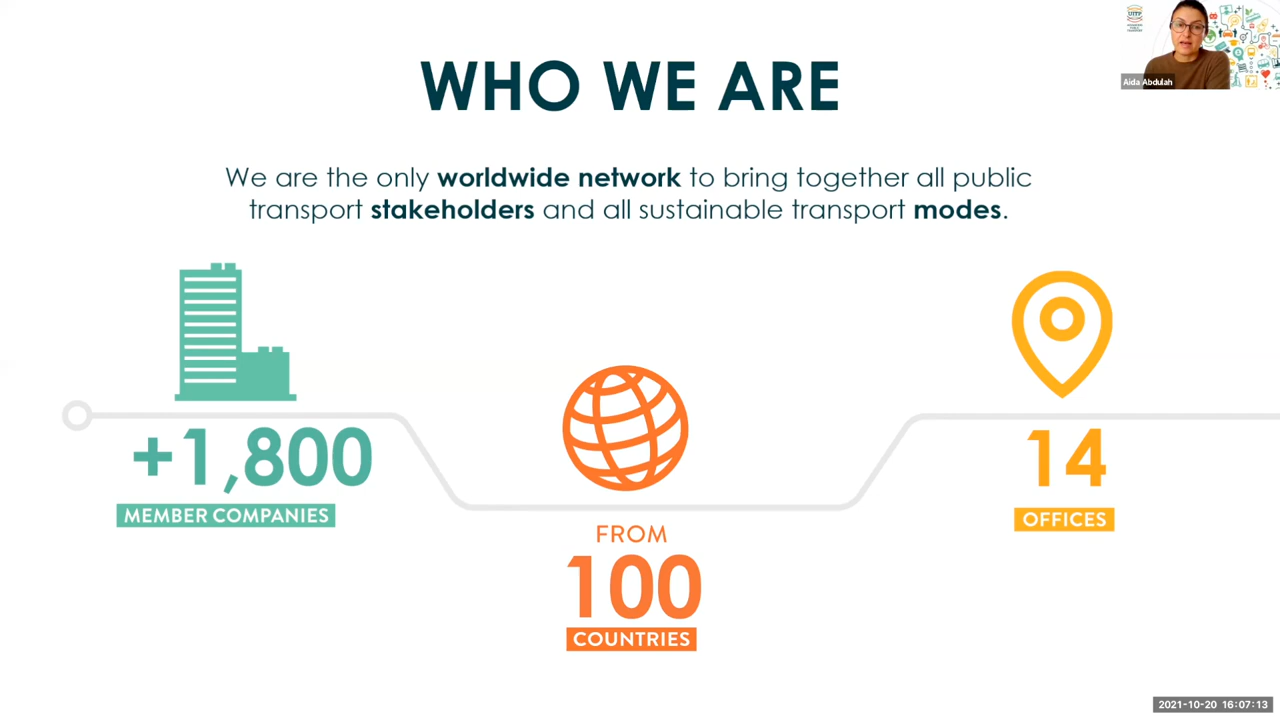 WHO WE ARE
We are the only worldwide network to bring together all public
transport stakeholders and all sustainable transport modes.
+1,800
MEMBER COMPANIES
FROM
100
COUNTRIES
14
OFFICES
UITP
Aida Abdulah
2021-10-20 16:07:13